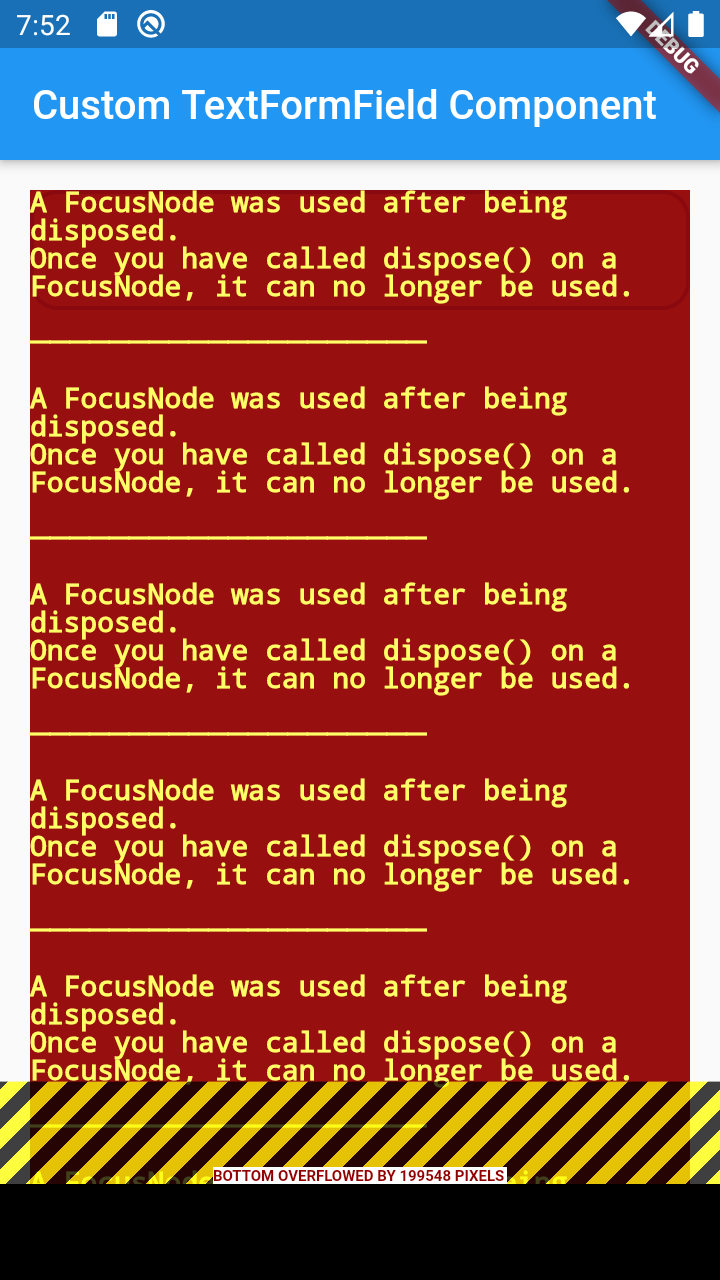 7:52
DEBUG
Custom TextFormField Component
A FocusNode was used after being
disposed.
Once you have called dispose() on a
FocusNode, it can no longer be used.
A FocusNode was used after being
disposed.
Once you have called dispose() on a
FocusNode, it can no longer be used.
A FocusNode was used after being
disposed.
Once you have called dispose() on a
FocusNode, it can no longer be used.
A FocusNode was used after being
disposed.
Once you have called dispose() on a
FocusNode, it can no longer be used.
A FocusNode was used after being
disposed.
Once you have called dispose() on a
FocusNode, it can no longer be used.
A FocusNode
BOTTOM OVERFLOWED BY 199548 PIXELS